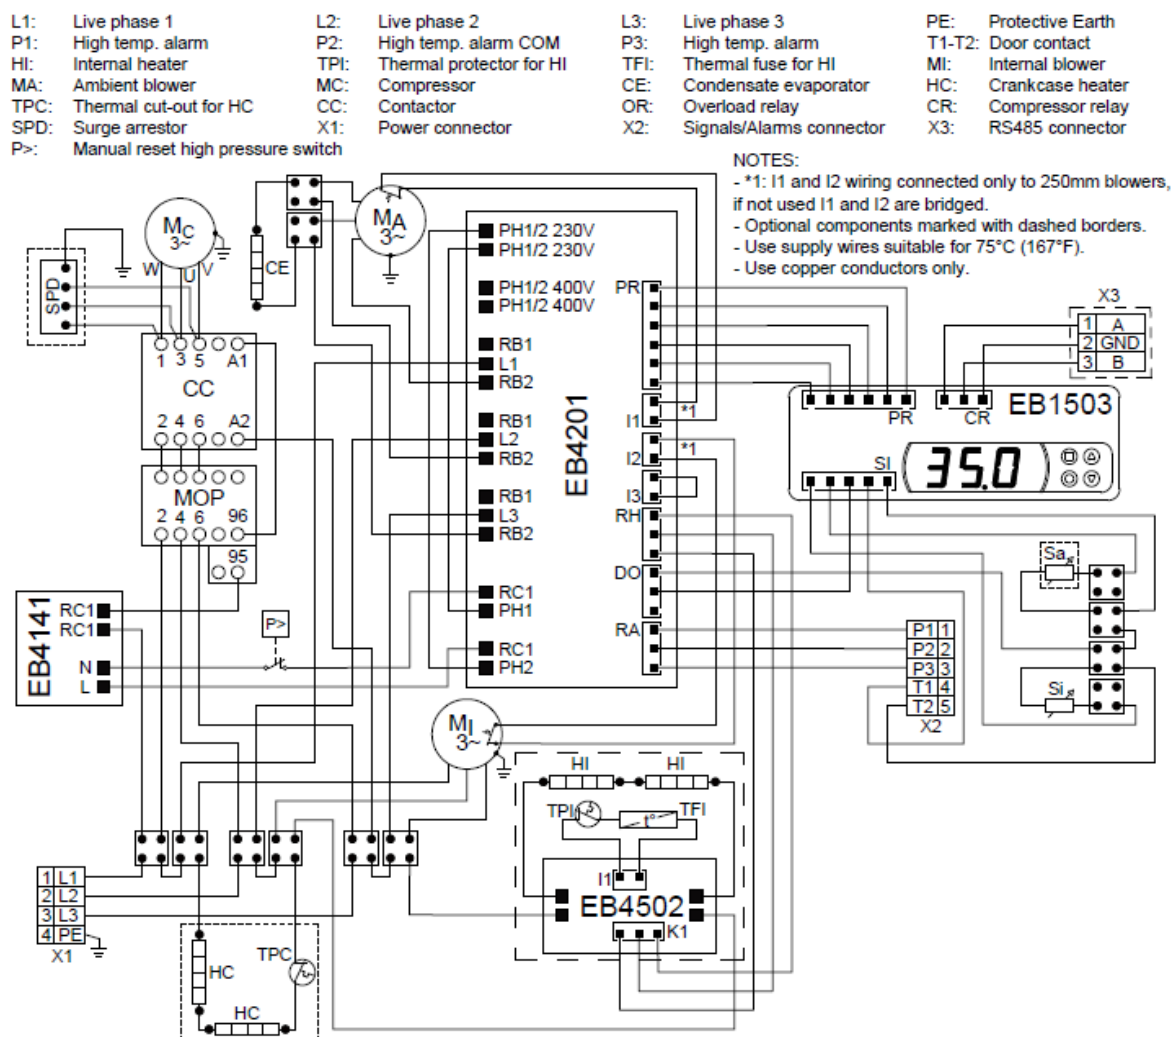 L1: Live phase 1 L2: Live phase 2 L3: Live phase 3 PE: Protective Earth
P1: High temp. alarm P2: High temp. alarm COM P3: High temp. alarm T1-T2: Door contact
HI: Internal heater TPI: Thermal protector for HI TFI: Thermal fuse for HI MI: Internal blower
MA: Ambient blower MC: Compressor CE: Condensate evaporator HC: Crankcase heater
TPC: Thermal cut-out for HC CC: Contactor OR: Overload relay CR: Compressor relay
SPD: Surge arrestor X1: Power connector X2: Signals/Alarms connector X3: RS485 connector
P>: Manual reset high pressure switch
NOTES:
- *1: I1 and I2 wiring connected only to 250mm blowers,
if not used I1 and I2 are bridged.
- Optional components marked with dashed borders.
- Use supply wires suitable for 75°C (167°F).
- Use copper conductors only.
MC
3~
W
U
V
SPD
CE
MA
3~
1 3 5 A1
CC
2 4 6 A2
MOP
2 4 6 96
95
EB4141
RC1
RC1
N
L
P>
EB4201
PH1/2 230V
PH1/2 230V
PH1/2 400V
PH1/2 400V
RB1
L1
RB2
RB1
L2
RB2
RB1
L3
RB2
RC1
PH1
RC1
PH2
PR
I1
*1
I2
*1
I3
RH
DO
RA
X3
1 A
2 GND
3 B
PR
CR
EB1503
SI
35.0
Sa
Si
P1 1
P2 2
P3 3
T1 4
T2 5
X2
MI
3~
HI
HI
TPI
t°
TFI
I1
EB4502
K1
1 L1
2 L2
3 L3
4 PE
X1
HC
TPC
HC